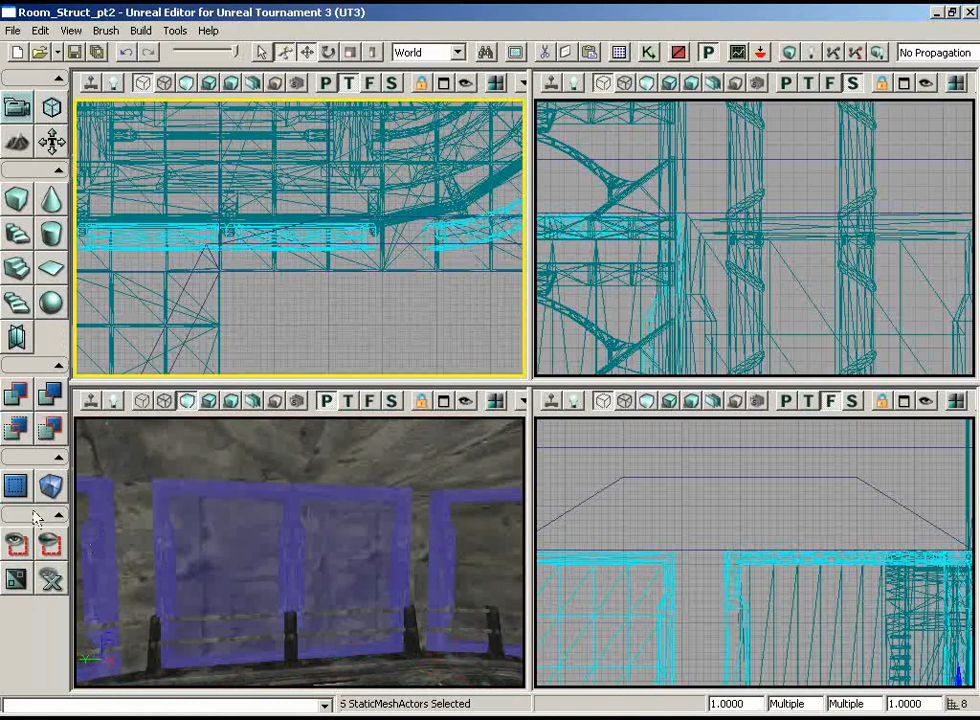 Room_Struct_pt2 - Unreal Editor for Unreal Tournament 3 (UT3)
File Edit View Brush Build Tools Help
World P No Propagation
P T F S
P T F S
P T F S
P T F S
5 StaticMeshActors Selected 1.0000 Multiple Multiple 1.0000 8